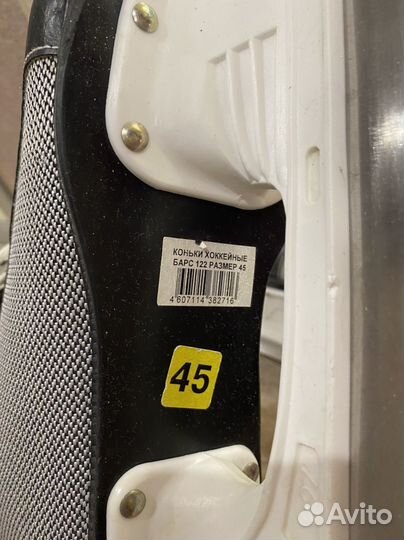 КОНЬКИ ХОККЕЙНЫЕ
БАРС 122 РАЗМЕР 45
4 607114 382716
45
Avito